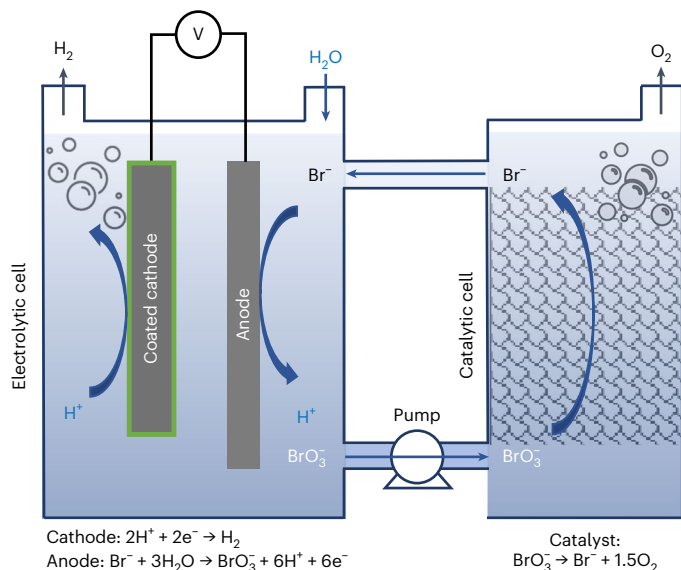 H₂
V
H₂O
O₂
Br⁻
Br⁻
Electrolytic cell
Coated cathode
Anode
Catalytic cell
H⁺
H⁺
Pump
BrO₃⁻
BrO₃⁻
Cathode: 2H⁺ + 2e⁻ → H₂
Anode: Br⁻ + 3H₂O → BrO₃⁻ + 6H⁺ + 6e⁻
Catalyst:
BrO₃⁻ → Br⁻ + 1.5O₂